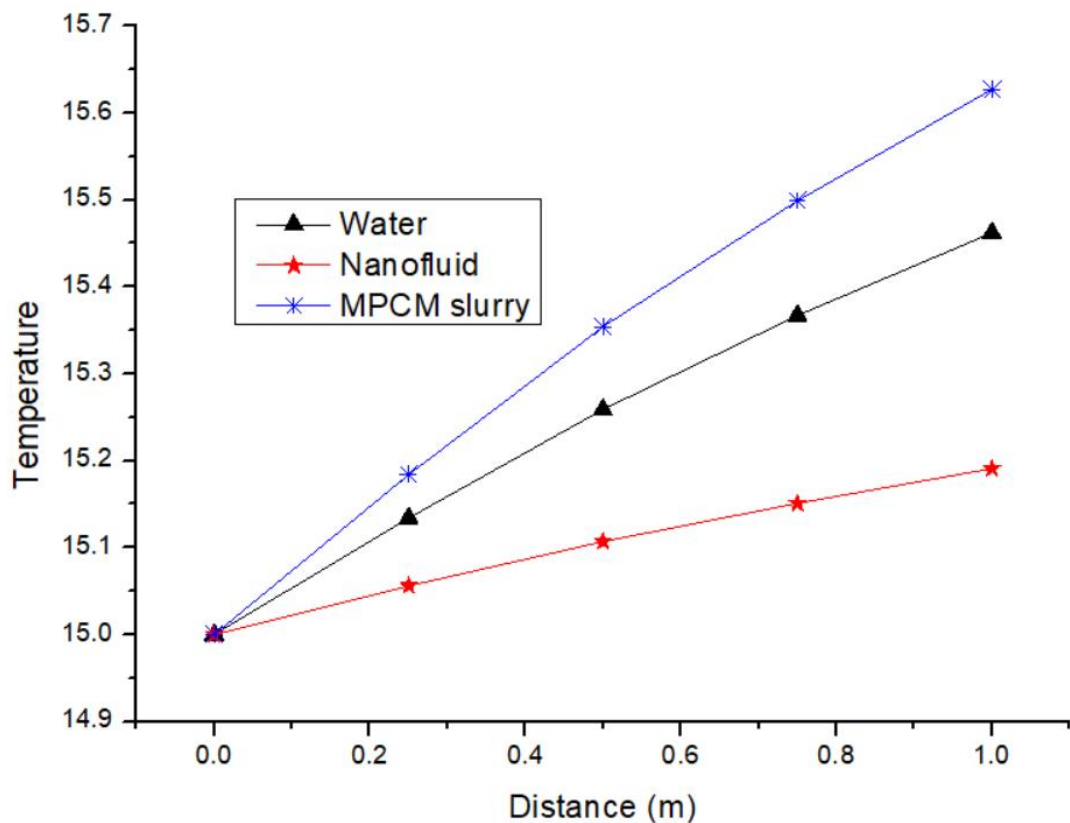 15.7
15.6
15.5
15.4
15.3
15.2
15.1
15.0
14.9
Temperature
Water
Nanofluid
MPCM slurry
0.0 0.2 0.4 0.6 0.8 1.0
Distance (m)